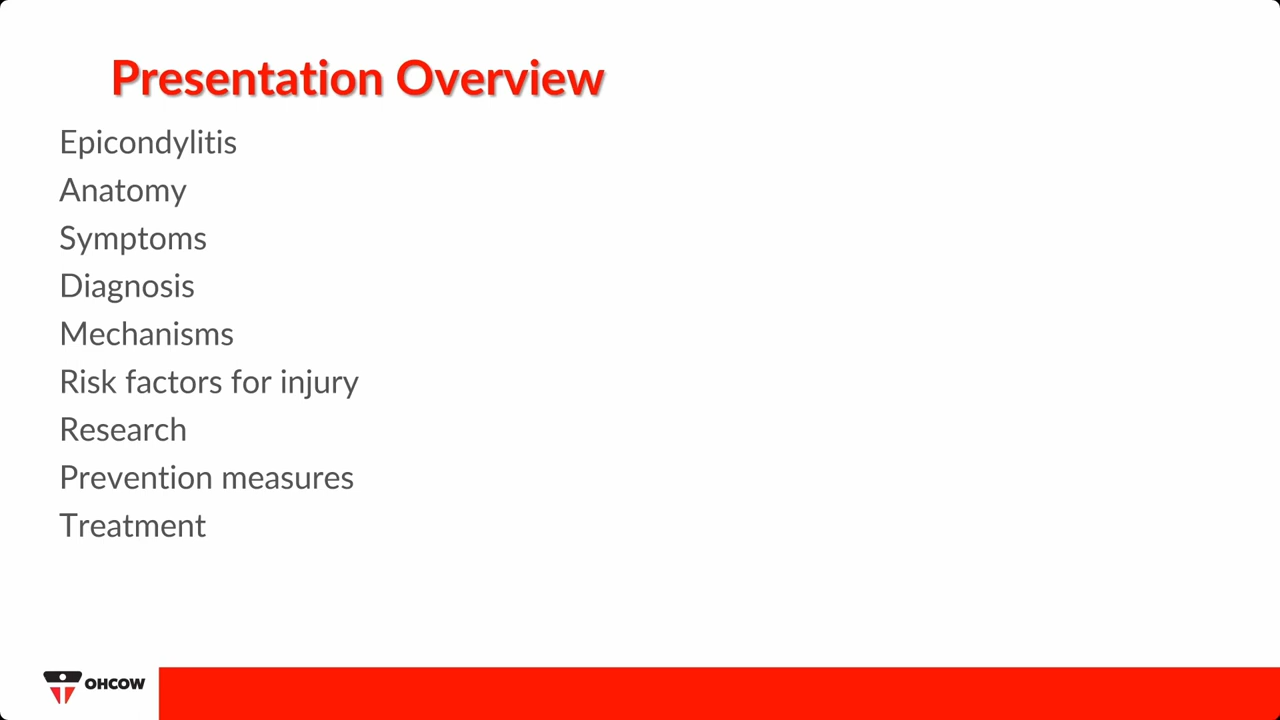 Presentation Overview
Epicondylitis
Anatomy
Symptoms
Diagnosis
Mechanisms
Risk factors for injury
Research
Prevention measures
Treatment
OHCOW